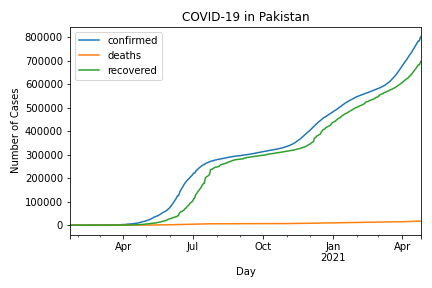 COVID-19 in Pakistan
confirmed
deaths
recovered
Number of Cases
800000
700000
600000
500000
400000
300000
200000
100000
0
Apr
Jul
Oct
Jan
2021
Apr
Day